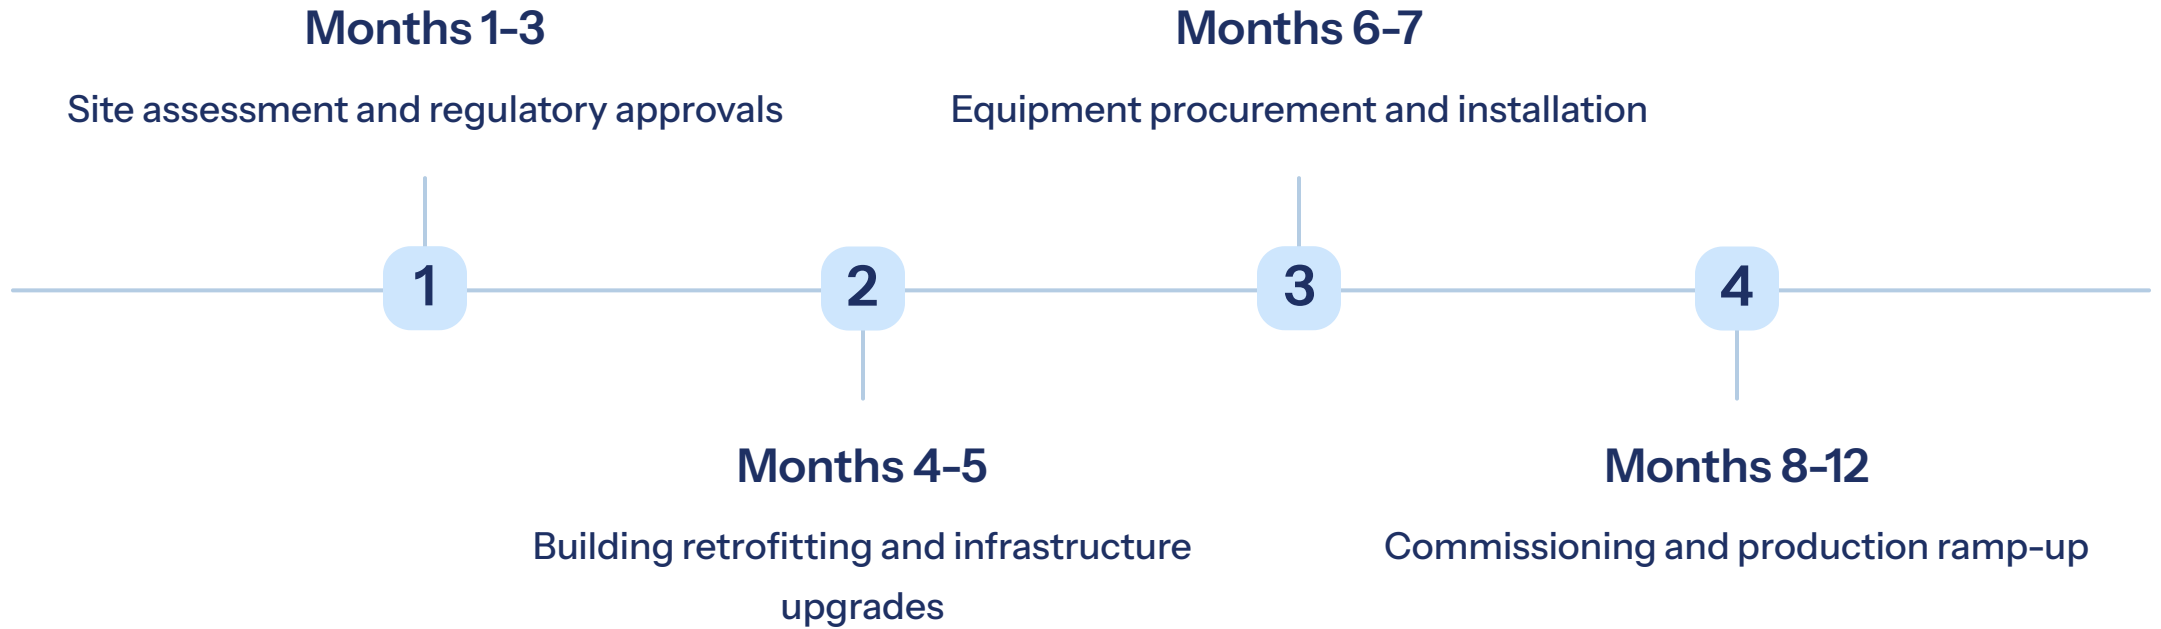 Months 1–3
Site assessment and regulatory approvals
Months 6–7
Equipment procurement and installation
1
2
3
4
Months 4–5
Building retrofitting and infrastructure
upgrades
Months 8–12
Commissioning and production ramp-up